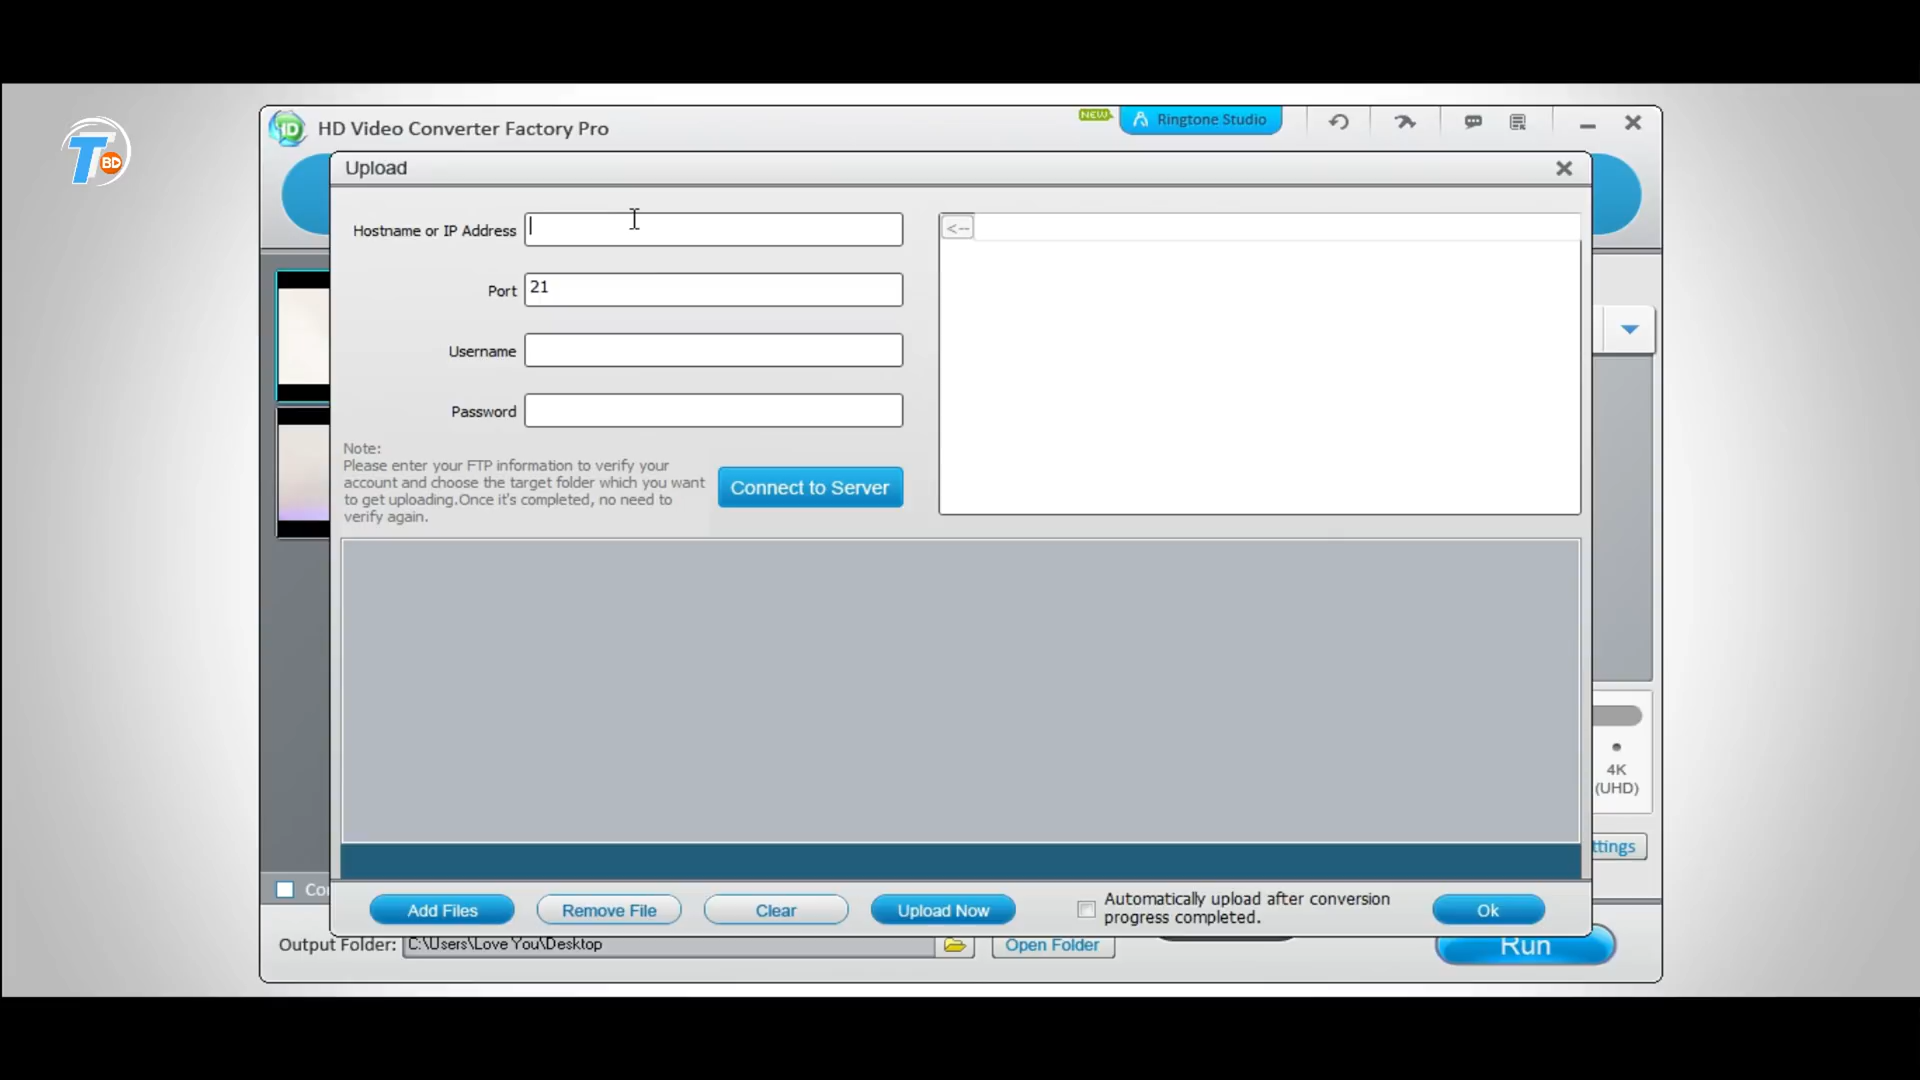 T BD
HD Video Converter Factory Pro
NEW
Ringtone Studio
Upload
Hostname or IP Address
<--
Port 21
Username
Password
Note:
Please enter your FTP information to verify your
account and choose the target folder which you want
to get uploading.Once it's completed, no need to
verify again.
Connect to Server
4K
(UHD)
ttings
Co
Add Files
Remove File
Clear
Upload Now
Automatically upload after conversion
progress completed.
Ok
Output Folder: C:\Users\Love You\Desktop
Open Folder
Run